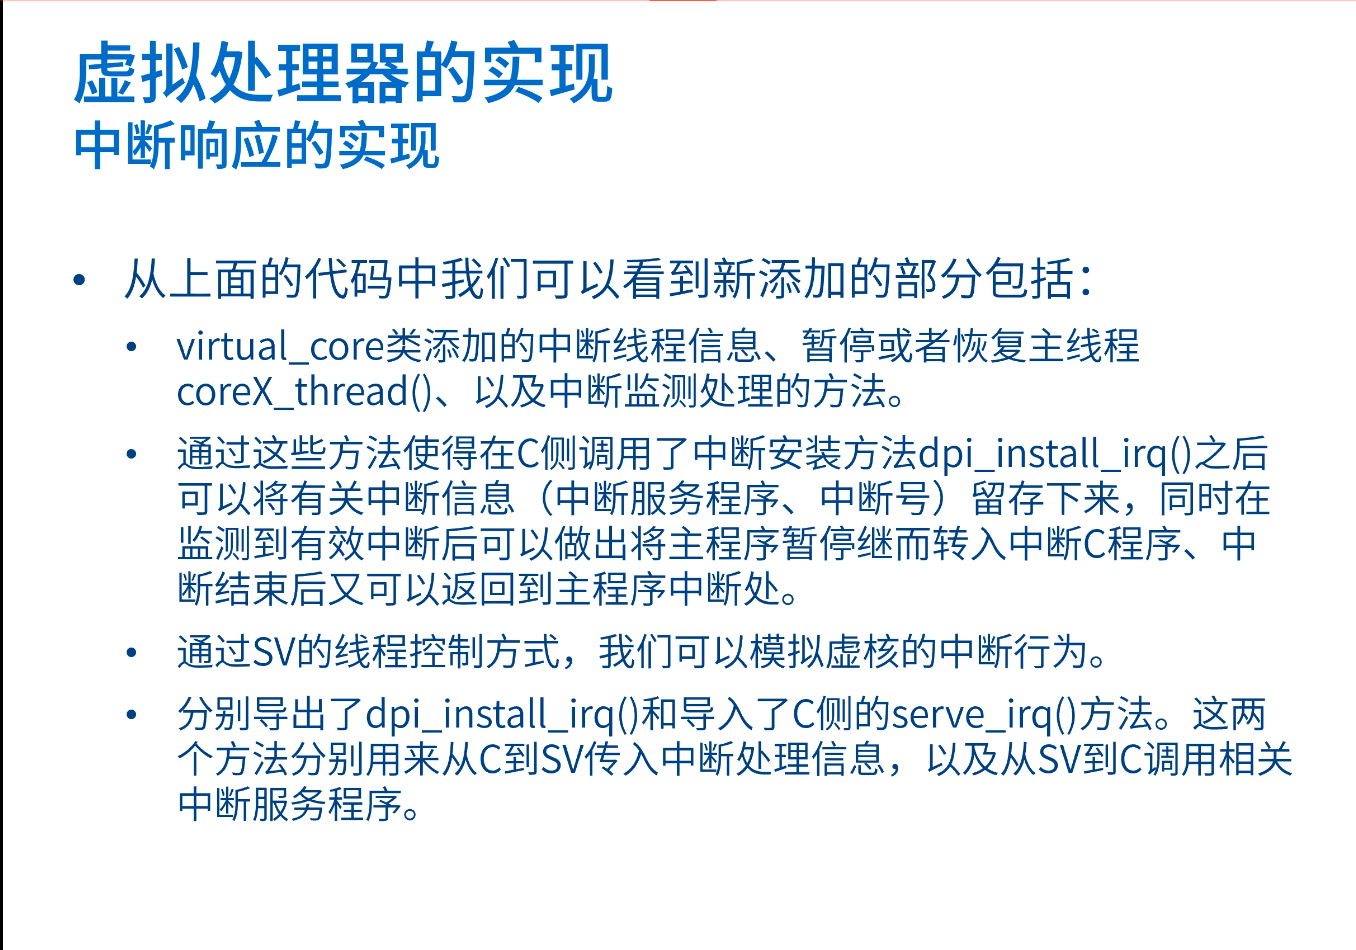 虚拟处理器的实现
中断响应的实现
• 从上面的代码中我们可以看到新添加的部分包括：
• virtual_core类添加的中断线程信息、暂停或者恢复主线程
coreX_thread()、以及中断监测处理的方法。
• 通过这些方法使得在C侧调用了中断安装方法dpi_install_irq()之后
可以将有关中断信息（中断服务程序、中断号）留存下来，同时在
监测到有效中断后可以做出将主程序暂停继而转入中断C程序、中
断结束后又可以返回到主程序中断处。
• 通过SV的线程控制方式，我们可以模拟虚核的中断行为。
• 分别导出了dpi_install_irq()和导入了C侧的serve_irq()方法。这两
个方法分别用来从C到SV传入中断处理信息，以及从SV到C调用相关
中断服务程序。